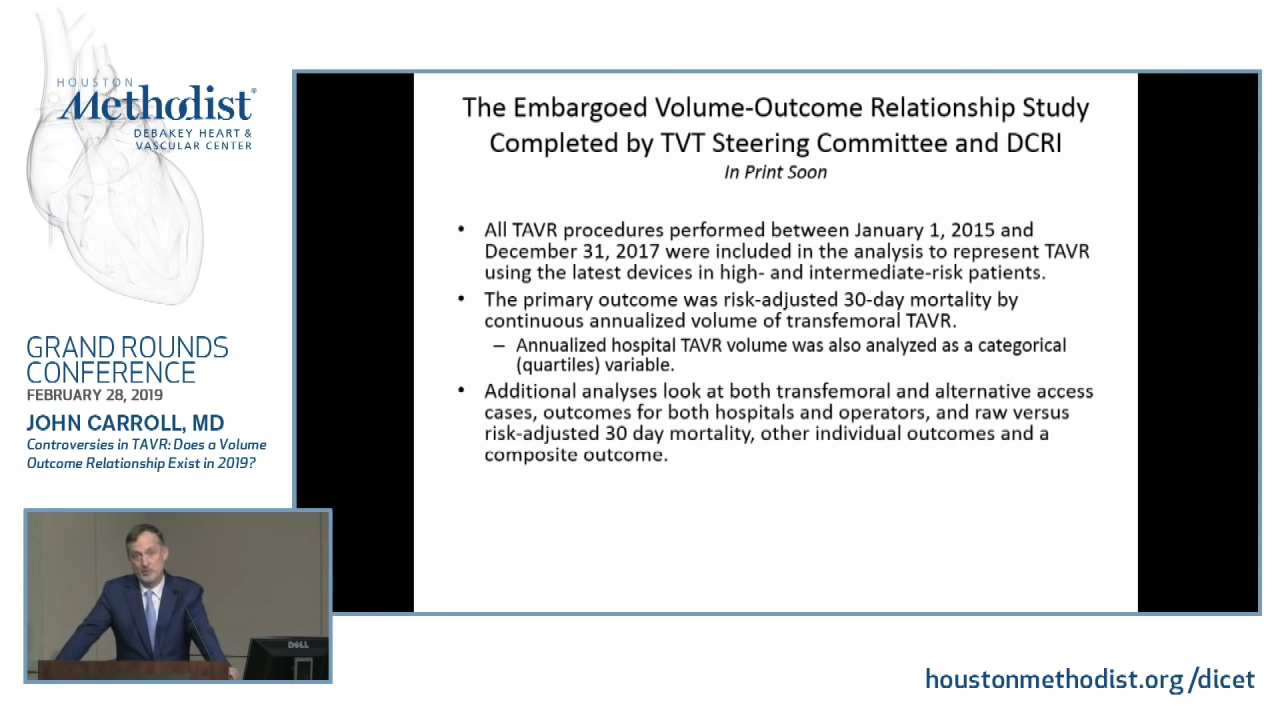 HOUSTON
Methodist®
DEBAKEY HEART &
VASCULAR CENTER
GRAND ROUNDS
CONFERENCE
FEBRUARY 28, 2019
JOHN CARROLL, MD
Controversies in TAVR: Does a Volume
Outcome Relationship Exist in 2019?
The Embargoed Volume-Outcome Relationship Study
Completed by TVT Steering Committee and DCRI
In Print Soon
• All TAVR procedures performed between January 1, 2015 and
December 31, 2017 were included in the analysis to represent TAVR
using the latest devices in high- and intermediate-risk patients.
• The primary outcome was risk-adjusted 30-day mortality by
continuous annualized volume of transfemoral TAVR.
– Annualized hospital TAVR volume was also analyzed as a categorical
(quartiles) variable.
• Additional analyses look at both transfemoral and alternative access
cases, outcomes for both hospitals and operators, and raw versus
risk-adjusted 30 day mortality, other individual outcomes and a
composite outcome.
DELL
houstonmethodist.org/dicet